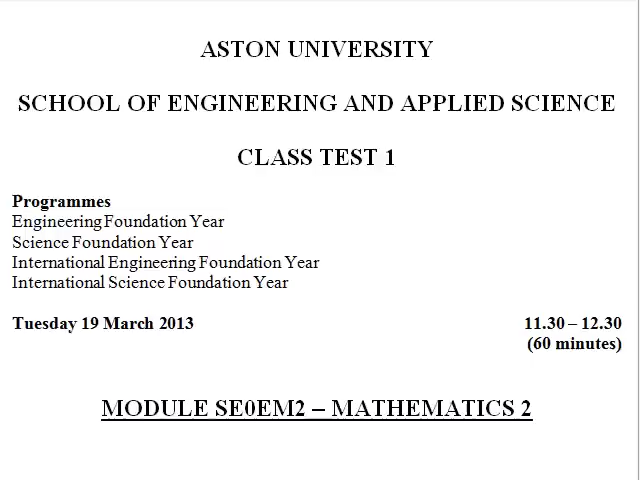 ASTON UNIVERSITY
SCHOOL OF ENGINEERING AND APPLIED SCIENCE
CLASS TEST 1
Programmes
Engineering Foundation Year
Science Foundation Year
International Engineering Foundation Year
International Science Foundation Year
Tuesday 19 March 2013 11.30 – 12.30
(60 minutes)
MODULE SE0EM2 – MATHEMATICS 2